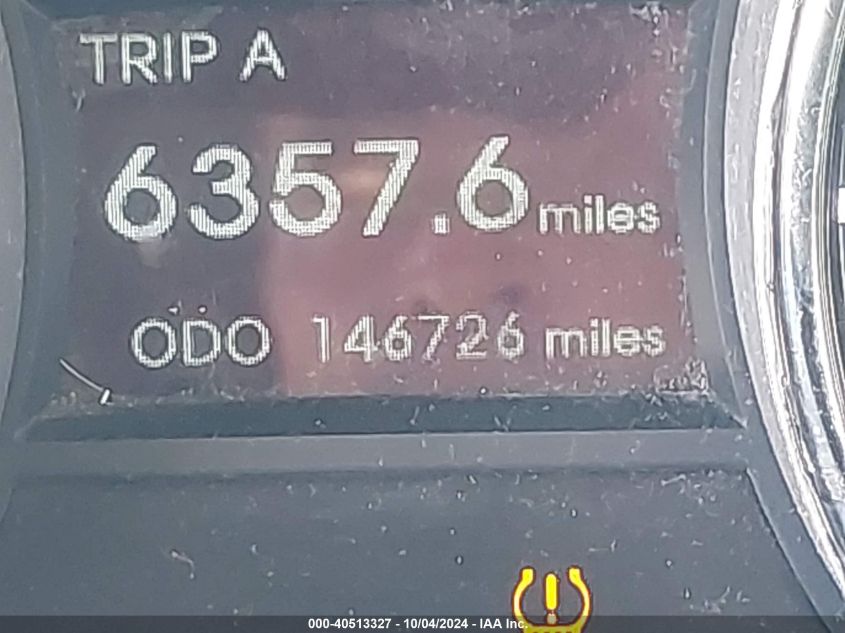 TRIP A
6357.6 miles
ODO 146726 miles
000-40513327 - 10/04/2024 - IAA Inc.